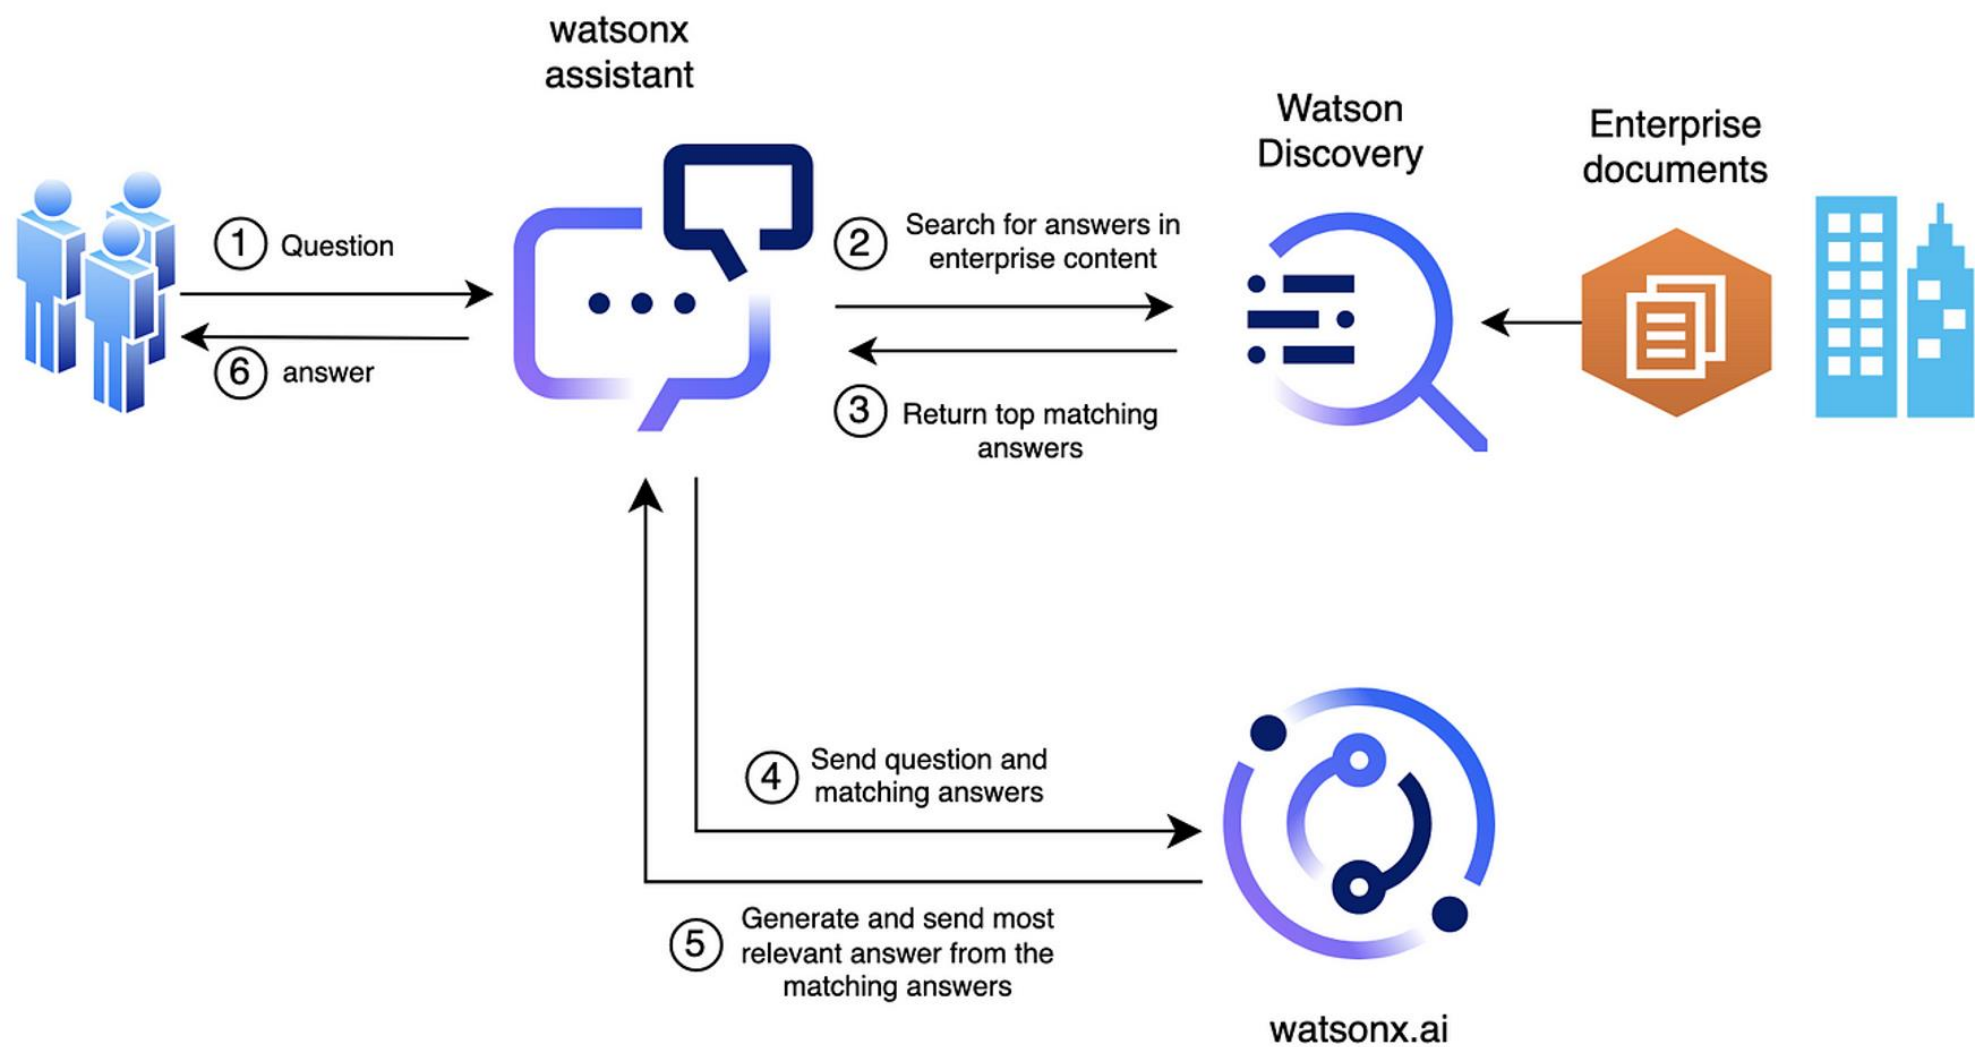 watsonx
assistant
Watson
Discovery
Enterprise
documents
1 Question
2 Search for answers in
enterprise content
6 answer
3 Return top matching
answers
4 Send question and
matching answers
5 Generate and send most
relevant answer from the
matching answers
watsonx.ai